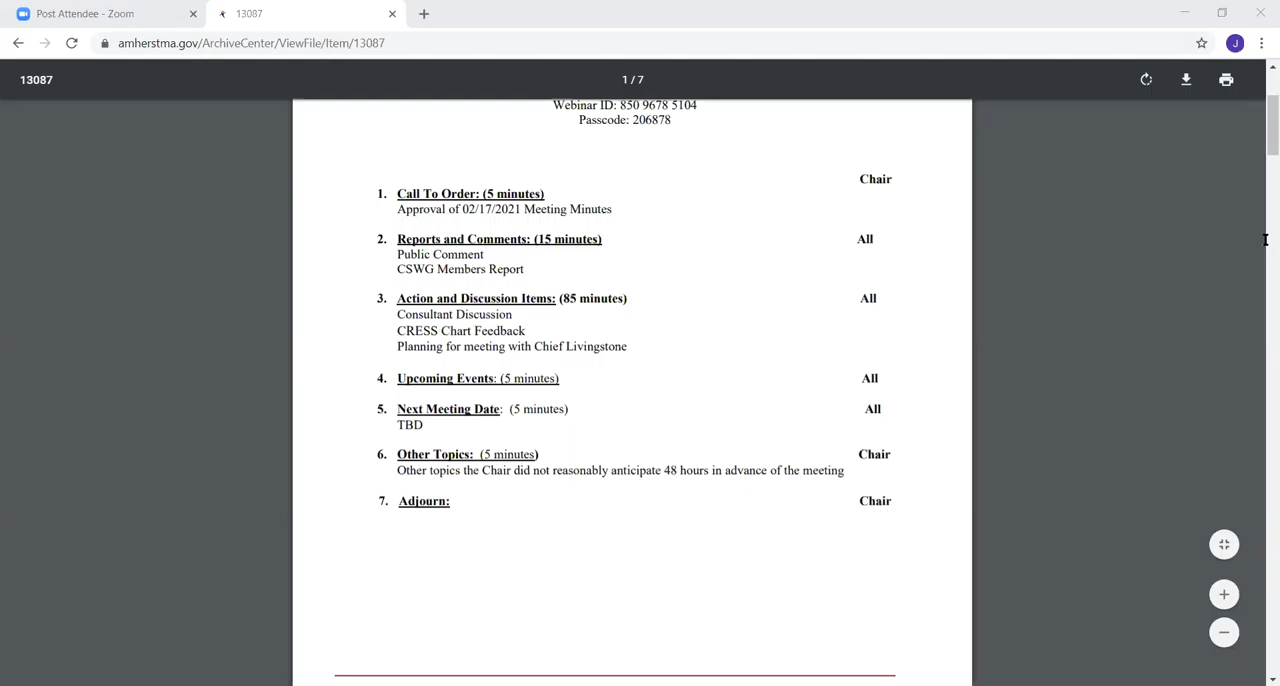 Post Attendee - Zoom
13087
amherstma.gov/ArchiveCenter/ViewFile/Item/13087
J
13087
1 / 7
Webinar ID: 850 9678 5104
Passcode: 206878
Chair
1. Call To Order: (5 minutes)
Approval of 02/17/2021 Meeting Minutes
2. Reports and Comments: (15 minutes) All
Public Comment
CSWG Members Report
3. Action and Discussion Items: (85 minutes) All
Consultant Discussion
CRESS Chart Feedback
Planning for meeting with Chief Livingstone
4. Upcoming Events: (5 minutes) All
5. Next Meeting Date: (5 minutes) All
TBD
6. Other Topics: (5 minutes) Chair
Other topics the Chair did not reasonably anticipate 48 hours in advance of the meeting
7. Adjourn: Chair